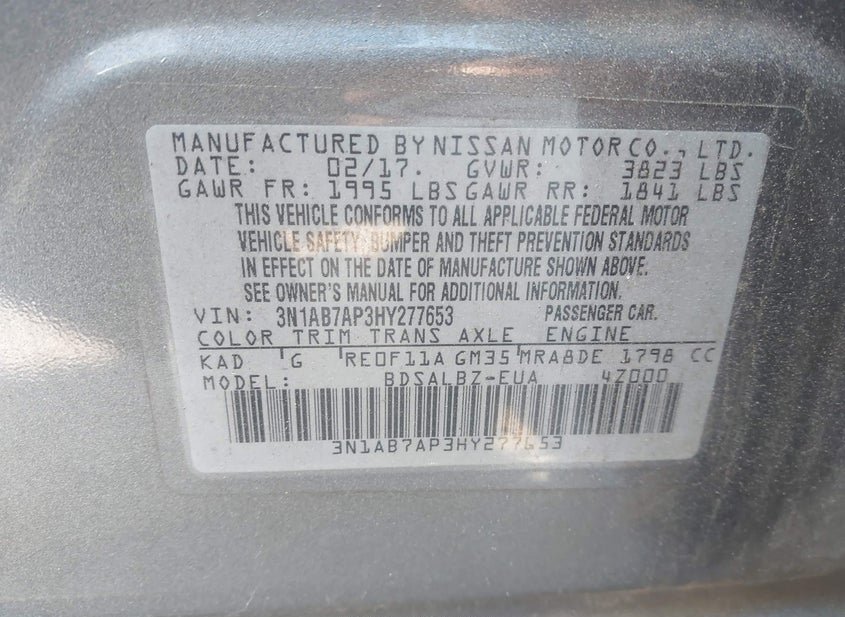 MANUFACTURED BY NISSAN MOTOR CO., LTD.
DATE: 02/17. GVWR: 3823 LBS
GAWR FR: 1995 LBS GAWR RR: 1841 LBS
THIS VEHICLE CONFORMS TO ALL APPLICABLE FEDERAL MOTOR
VEHICLE SAFETY, BUMPER AND THEFT PREVENTION STANDARDS
IN EFFECT ON THE DATE OF MANUFACTURE SHOWN ABOVE.
SEE OWNER'S MANUAL FOR ADDITIONAL INFORMATION.
VIN: 3N1AB7AP3HY277653 PASSENGER CAR.
COLOR TRIM TRANS AXLE ENGINE
KAD G RE0F11A GM35 MRA8DE 1798 CC
MODEL: BDSALBZ-EUA 4Z000
3N1AB7AP3HY277653